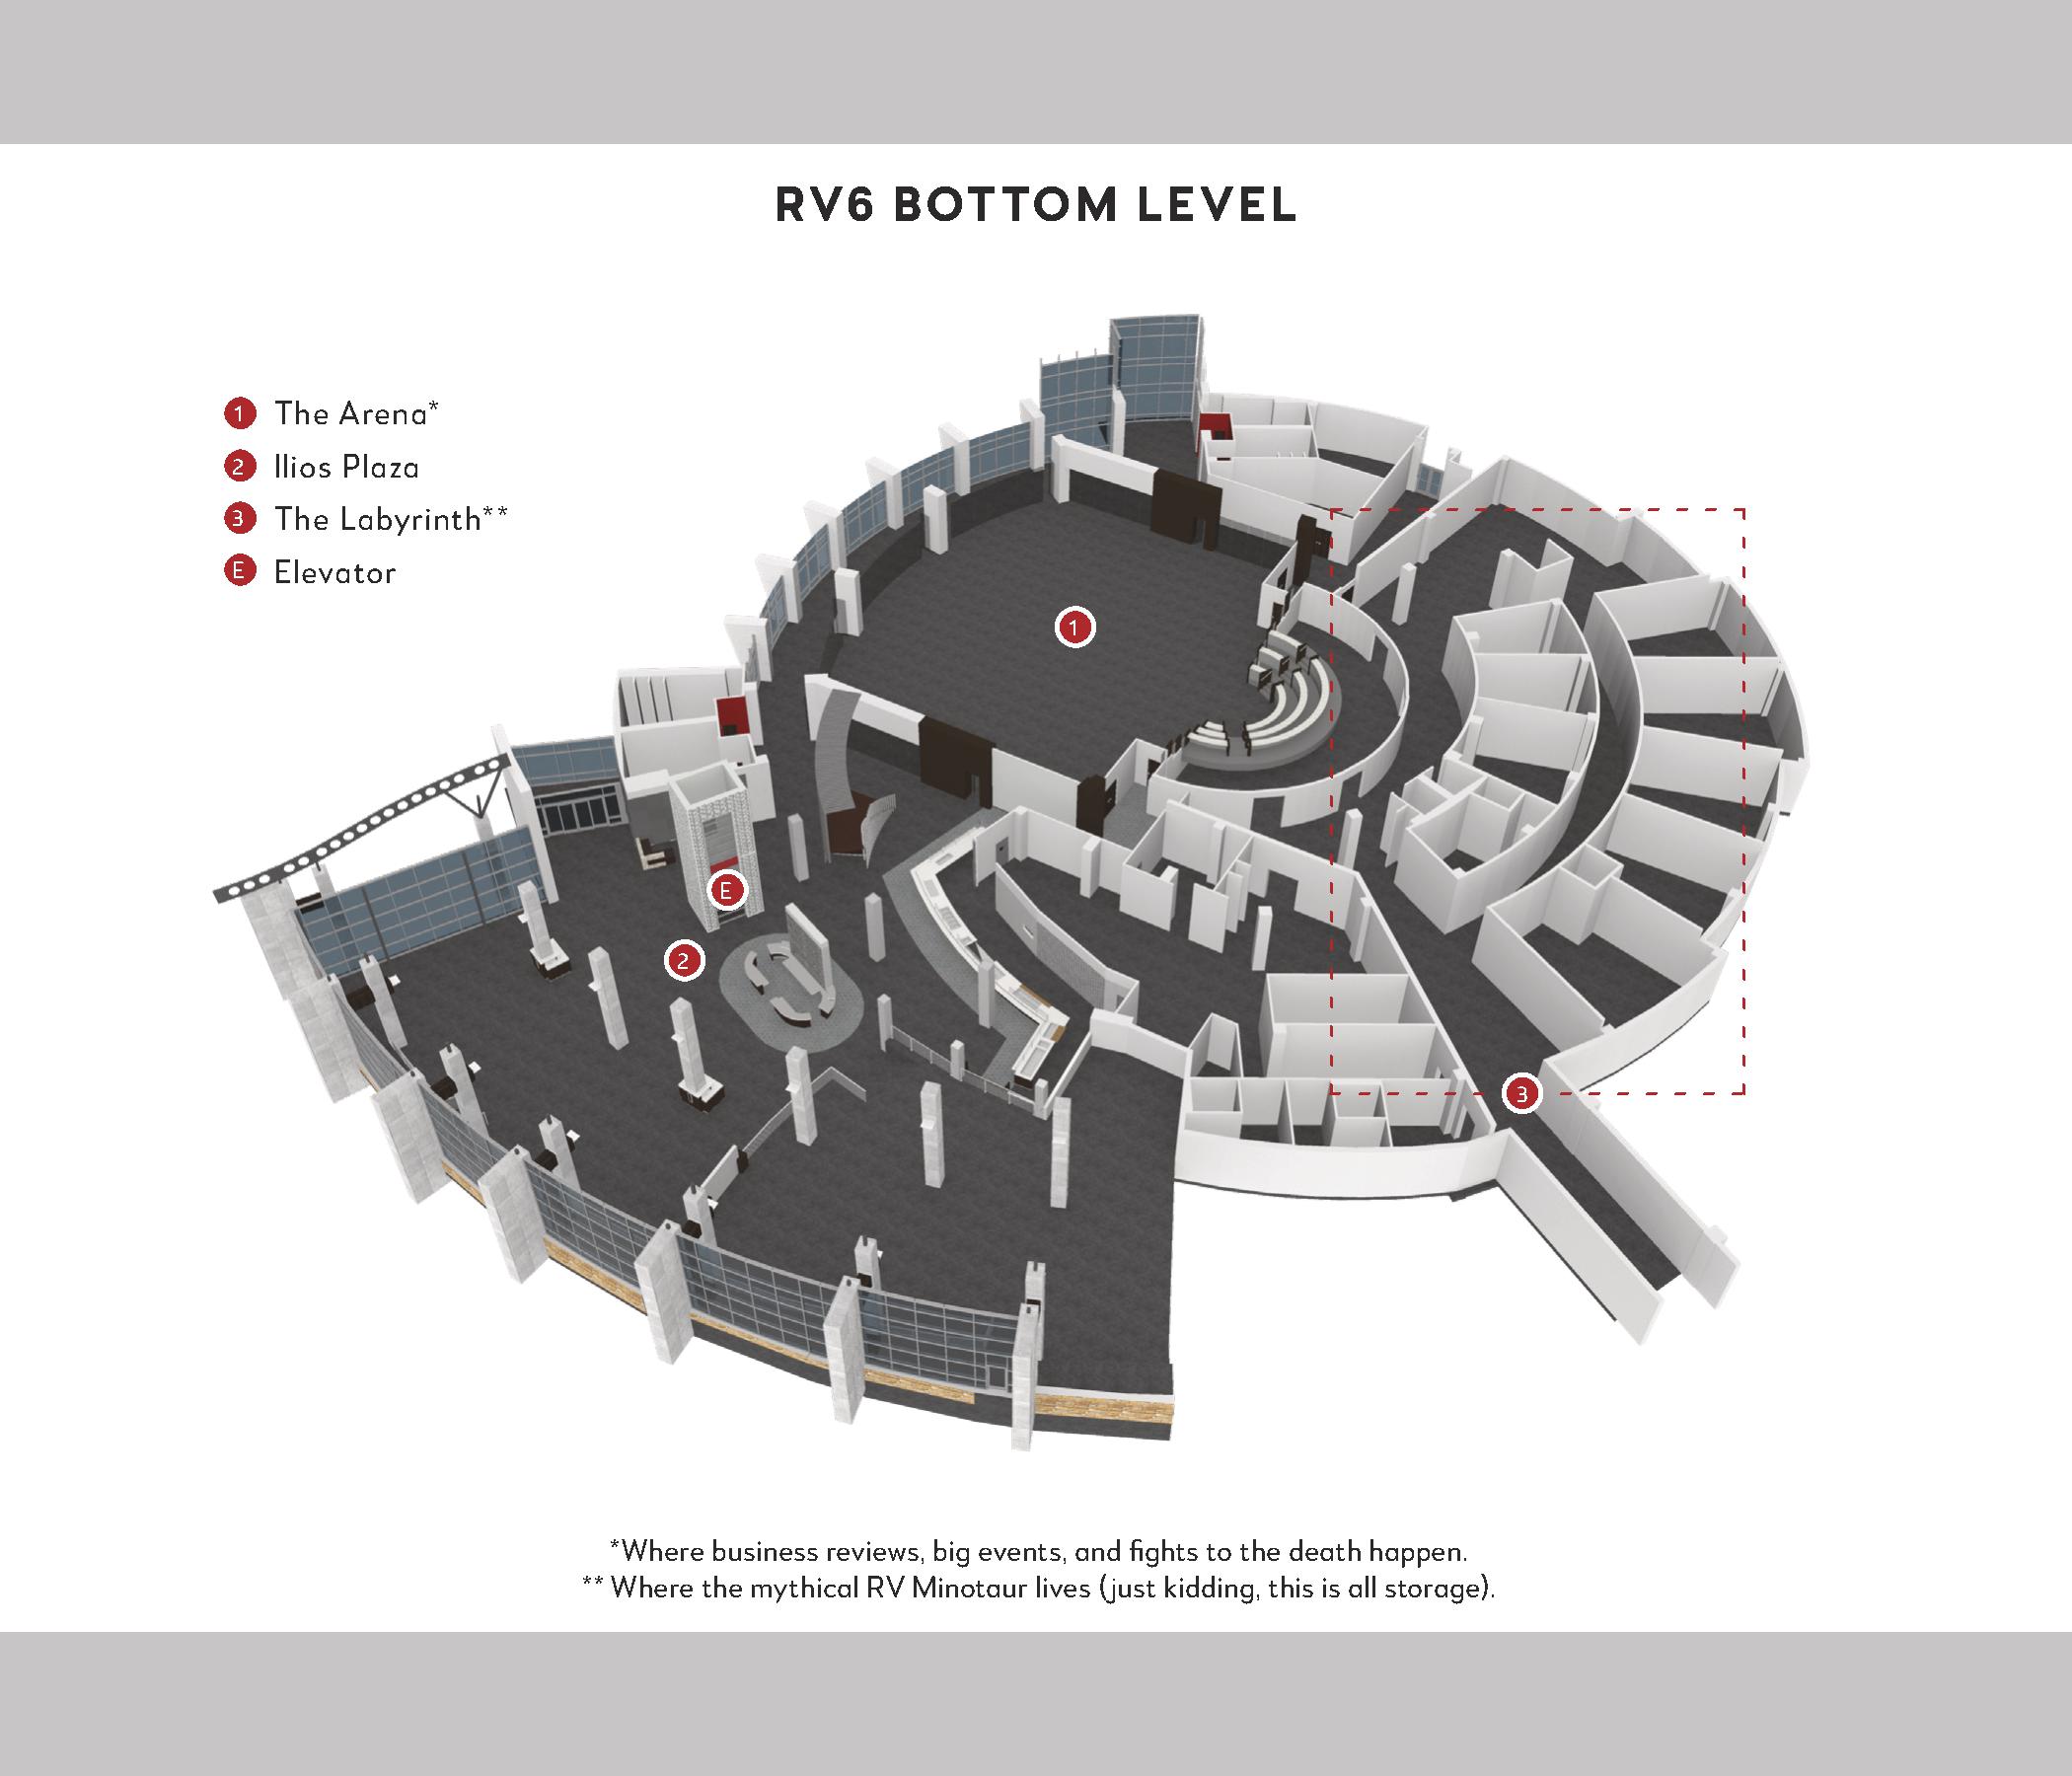 RV6 BOTTOM LEVEL
1 The Arena*
2 Ilios Plaza
3 The Labyrinth**
E Elevator
1
E
2
3
*Where business reviews, big events, and fights to the death happen.
** Where the mythical RV Minotaur lives (just kidding, this is all storage).